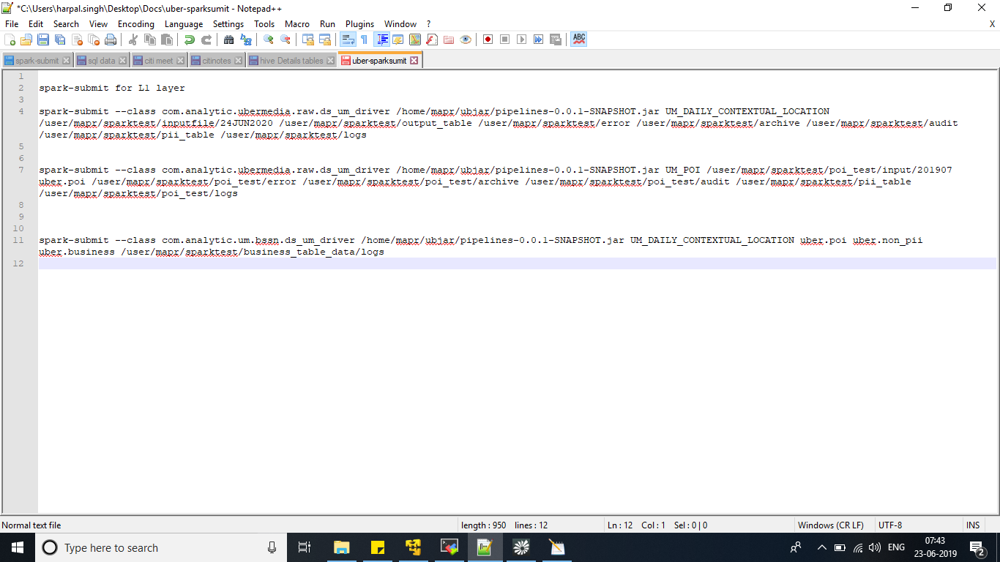 *C:\Users\harpal.singh\Desktop\Docs\uber-sparksumit - Notepad++
File Edit Search View Encoding Language Settings Tools Macro Run Plugins Window ? X
ABC
spark-submit sql data citi meet citinotes hive Details tables uber-sparksumit
1
2 spark-submit for L1 layer
3
4 spark-submit --class com.analytic.ubermedia.raw.ds_um_driver /home/mapr/ubjar/pipelines-0.0.1-SNAPSHOT.jar UM_DAILY_CONTEXTUAL_LOCATION
/user/mapr/sparktest/inputfile/24JUN2020 /user/mapr/sparktest/output_table /user/mapr/sparktest/error /user/mapr/sparktest/archive /user/mapr/sparktest/audit
/user/mapr/sparktest/pii_table /user/mapr/sparktest/logs
5
6
7 spark-submit --class com.analytic.ubermedia.raw.ds_um_driver /home/mapr/ubjar/pipelines-0.0.1-SNAPSHOT.jar UM_POI /user/mapr/sparktest/poi_test/input/201907
uber.poi /user/mapr/sparktest/poi_test/error /user/mapr/sparktest/poi_test/archive /user/mapr/sparktest/poi_test/audit /user/mapr/sparktest/pii_table
/user/mapr/sparktest/poi_test/logs
8
9
10
11 spark-submit --class com.analytic.um.bssn.ds_um_driver /home/mapr/ubjar/pipelines-0.0.1-SNAPSHOT.jar UM_DAILY_CONTEXTUAL_LOCATION uber.poi uber.non_pii
uber.business /user/mapr/sparktest/business_table_data/logs
12
Normal text file length : 950 lines : 12 Ln : 12 Col : 1 Sel : 0 | 0 Windows (CR LF) UTF-8 INS
Type here to search ENG 07:43
23-06-2019 2